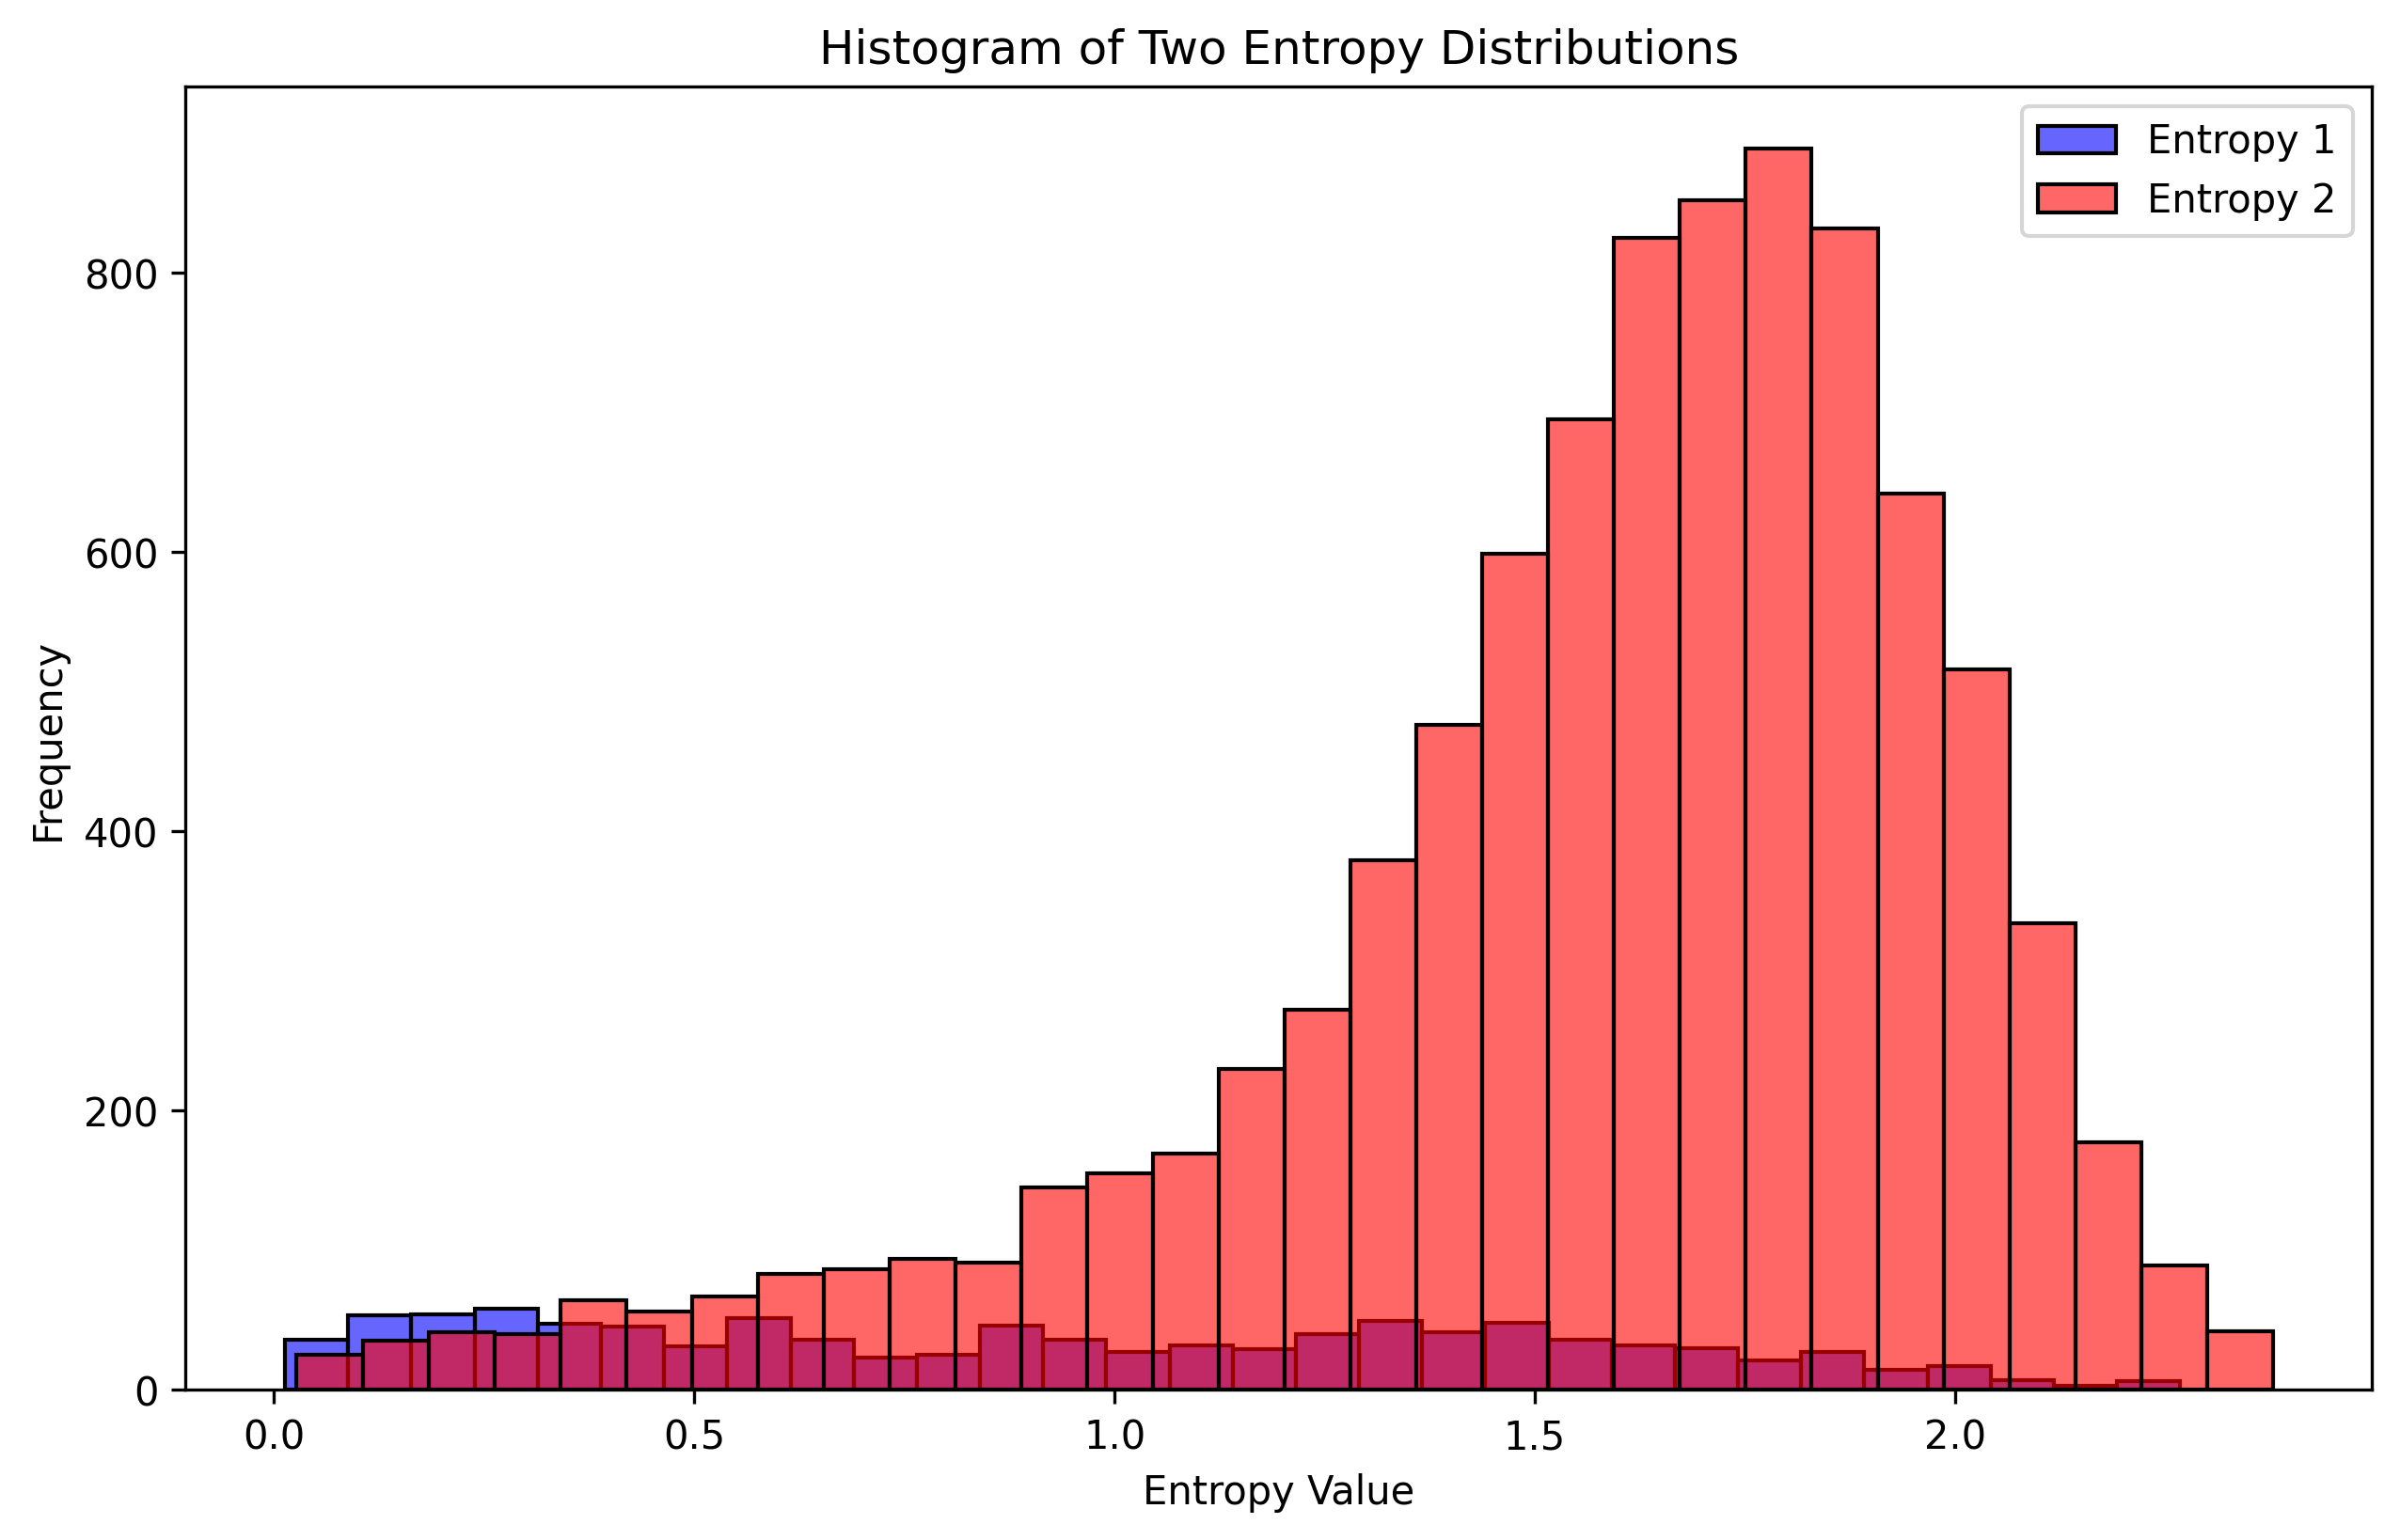 Histogram of Two Entropy Distributions
Entropy 1
Entropy 2
Frequency
800
600
400
200
0
0.0 0.5 1.0 1.5 2.0
Entropy Value